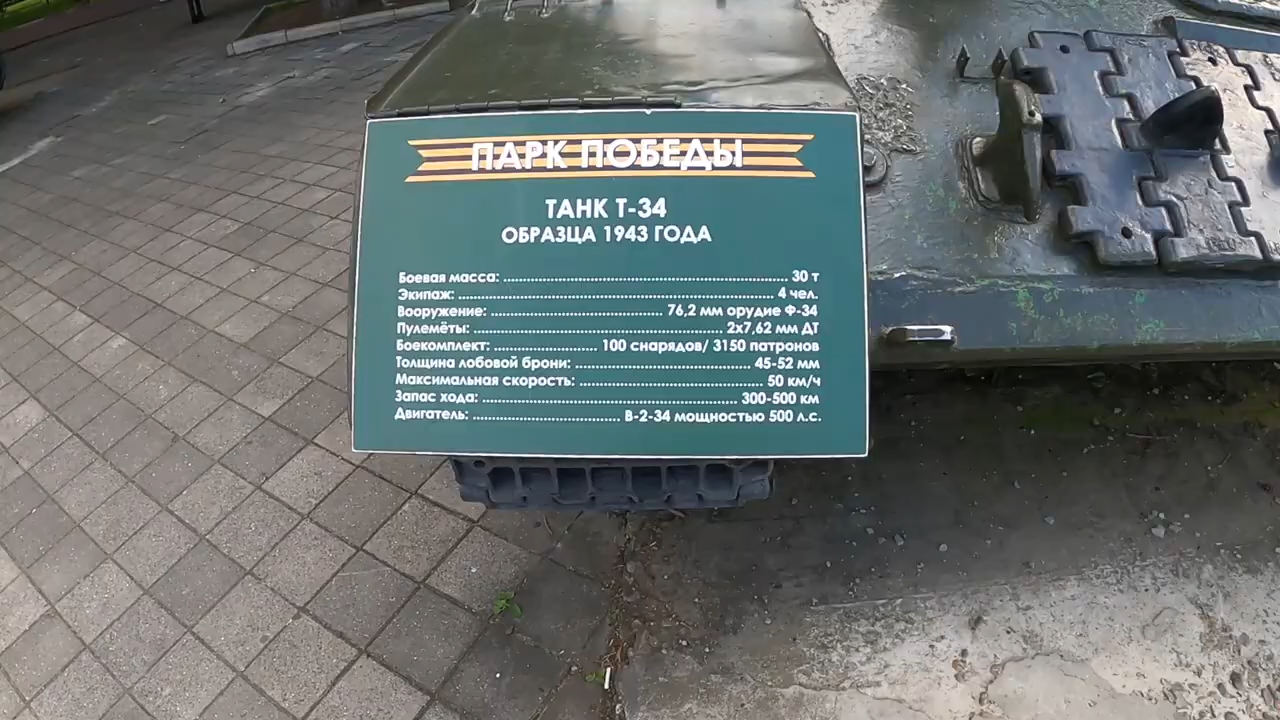 ПАРК ПОБЕДЫ
ТАНК Т-34
ОБРАЗЦА 1943 ГОДА
Боевая масса: ........................ 30 т
Экипаж: ........................ 4 чел.
Вооружение: ........................ 76,2 мм орудие Ф-34
Пулемёты: ........................ 2х7,62 мм ДТ
Боекомплект: ........................ 100 снарядов/ 3150 патронов
Толщина лобовой брони: ........................ 45-52 мм
Максимальная скорость: ........................ 50 км/ч
Запас хода: ........................ 300-500 км
Двигатель: ........................ В-2-34 мощностью 500 л.с.